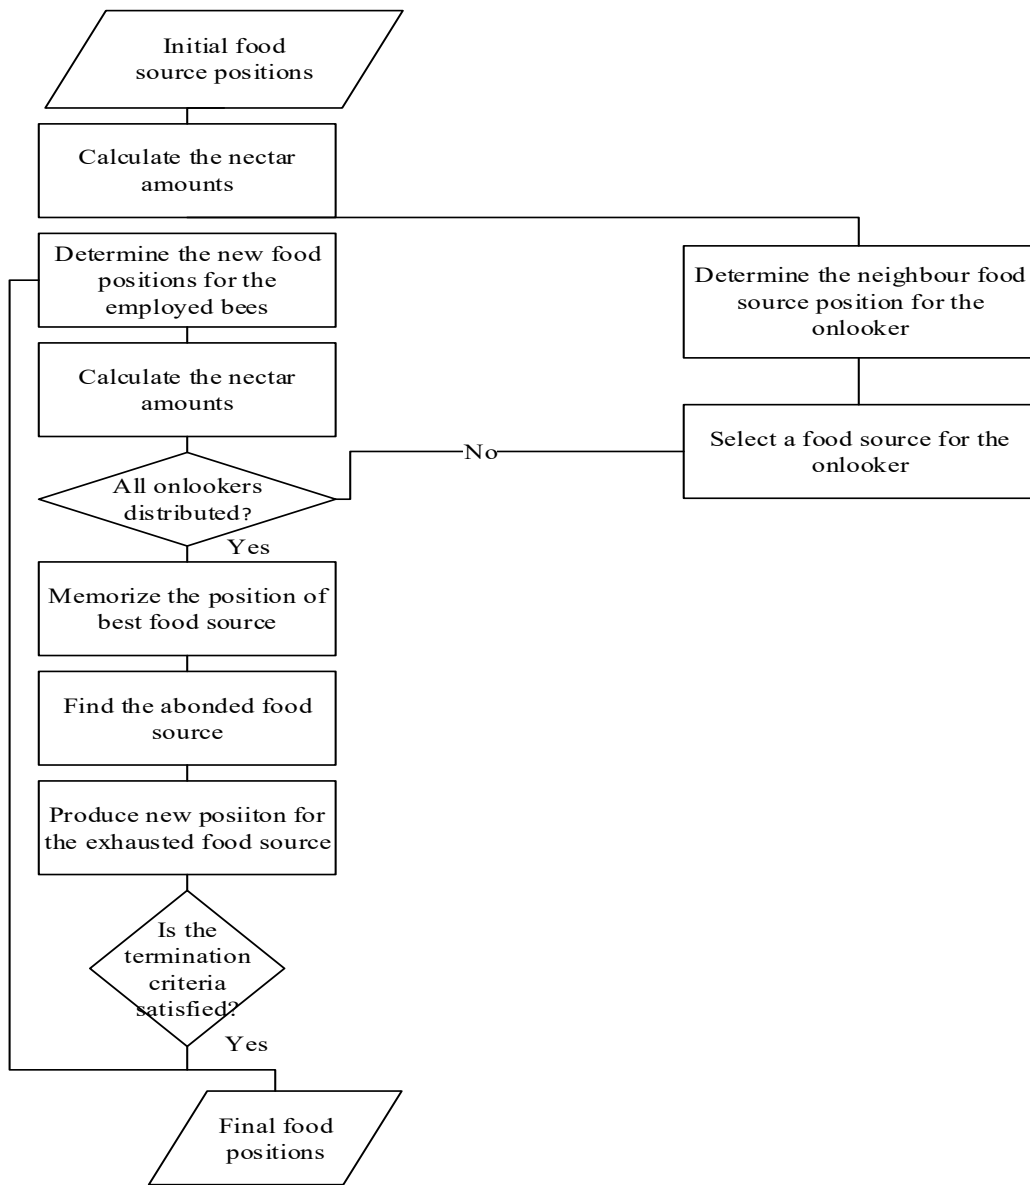 Initial food
source positions
Calculate the nectar
amounts
Determine the new food
positions for the
employed bees
Determine the neighbour food
source position for the
onlooker
Calculate the nectar
amounts
Select a food source for the
onlooker
No
All onlookers
distributed?
Yes
Memorize the position of
best food source
Find the abonded food
source
Produce new posiiton for
the exhausted food source
Is the
termination
criteria
satisfied?
Yes
Final food
positions